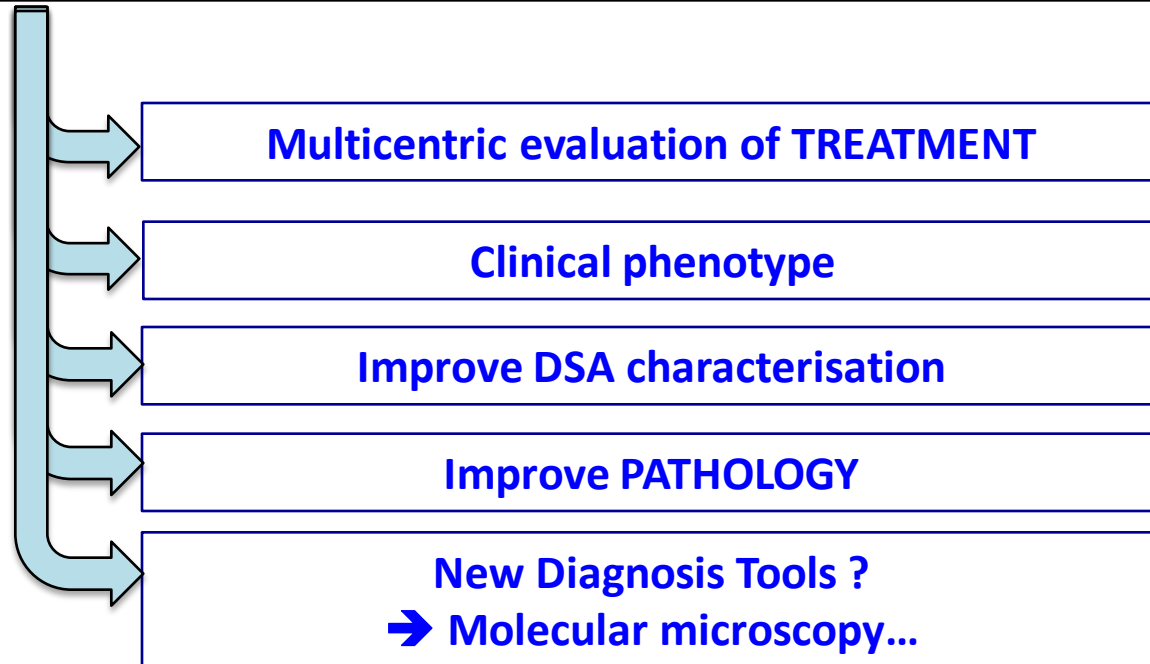 Multicentric evaluation of TREATMENT
Clinical phenotype
Improve DSA characterisation
Improve PATHOLOGY
New Diagnosis Tools ?
➔ Molecular microscopy…